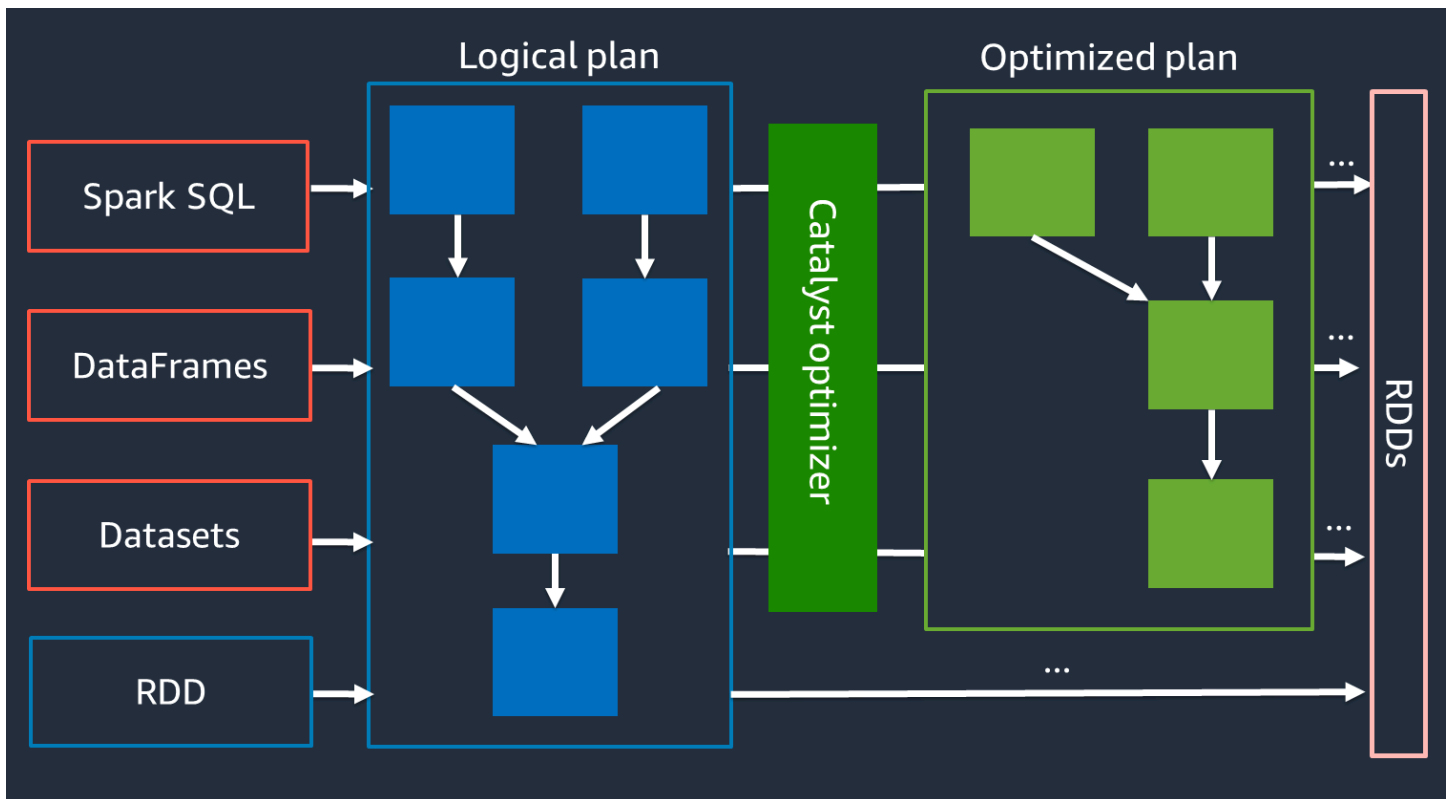 Logical plan
Optimized plan
Spark SQL
DataFrames
Datasets
RDD
Catalyst optimizer
...
...
...
...
RDDs